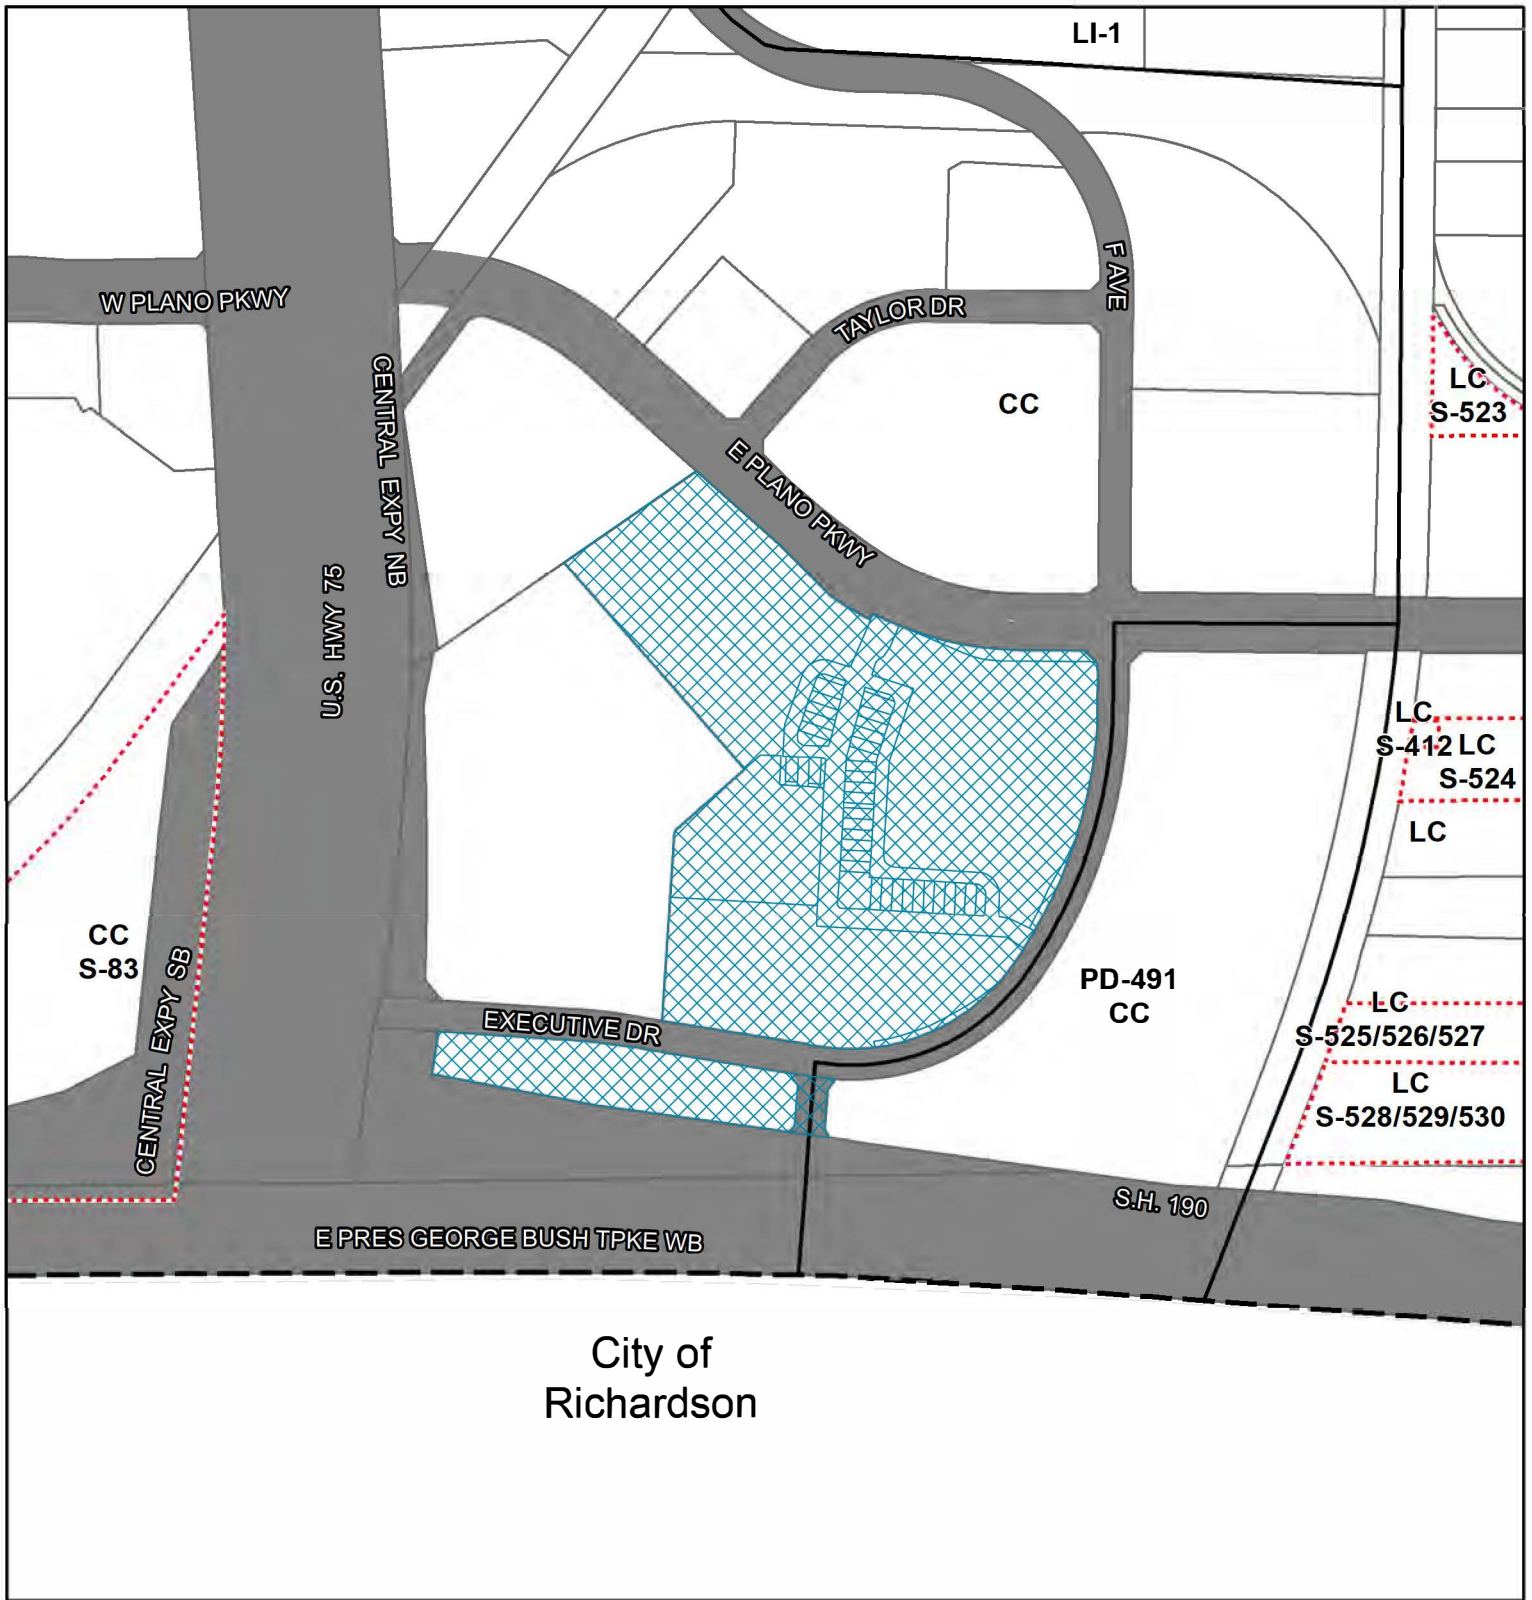 LI-1
F AVE
W PLANO PKWY
TAYLOR DR
CENTRAL EXPY NB
LC
S-523
CC
E PLANO PKWY
U.S. HWY 75
LC
S-412
LC
S-524
LC
CC
S-83
CENTRAL EXPY SB
PD-491
CC
EXECUTIVE DR
LC
S-525/526/527
LC
S-528/529/530
S.H. 190
E PRES GEORGE BUSH TPKE WB
City of
Richardson